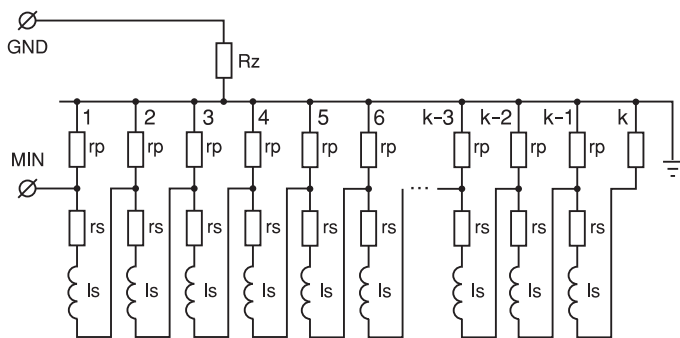 GND
Rz
1 2 3 4 5 6 k-3 k-2 k-1 k
rp rp rp rp rp rp rp rp rp
MIN
...
rs rs rs rs rs rs rs rs rs
ls ls ls ls ls ls ls ls ls